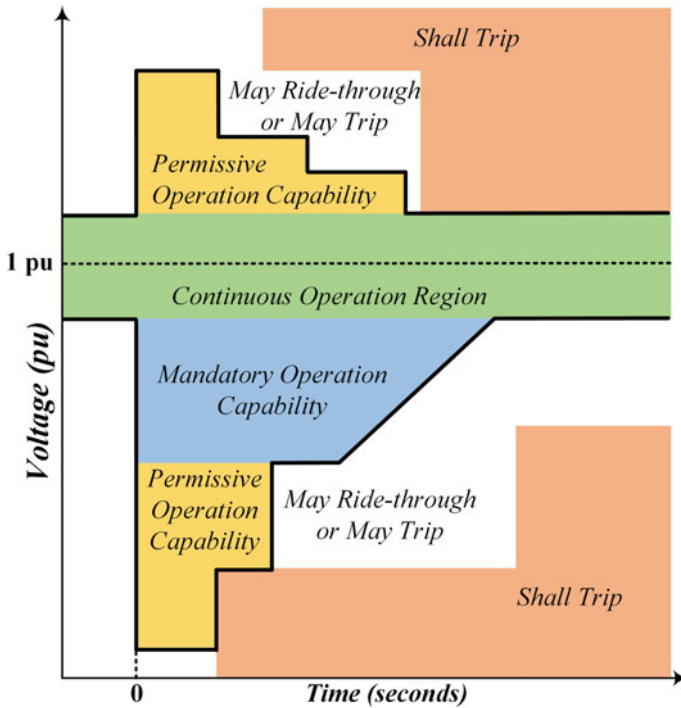 Shall Trip
May Ride-through
or May Trip
Permissive
Operation Capability
1 pu
Continuous Operation Region
Voltage (pu)
Mandatory Operation
Capability
Permissive
Operation
Capability
May Ride-through
or May Trip
Shall Trip
0
Time (seconds)